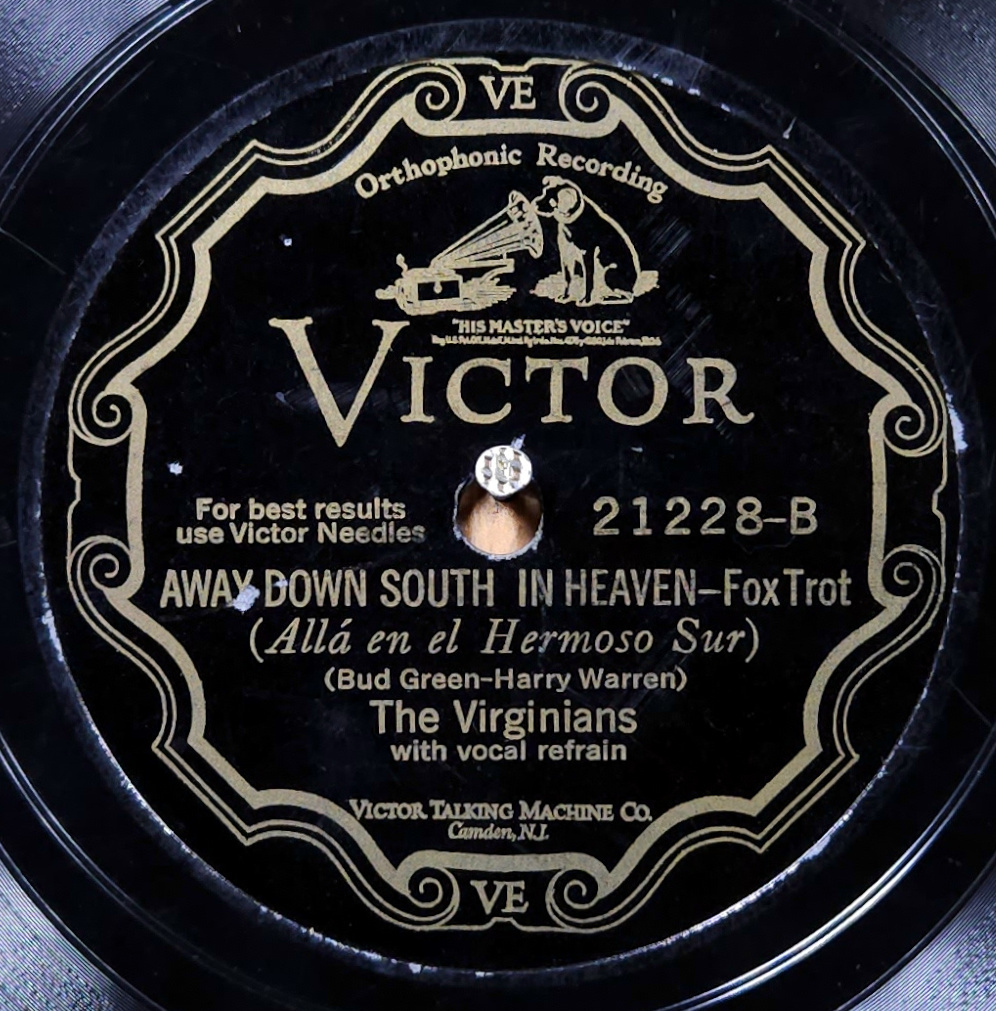 VE
Orthophonic Recording
"HIS MASTER'S VOICE"
VICTOR
For best results
use Victor Needles
21228-B
AWAY DOWN SOUTH IN HEAVEN-Fox Trot
(Allá en el Hermoso Sur)
(Bud Green-Harry Warren)
The Virginians
with vocal refrain
VICTOR TALKING MACHINE CO.
Camden, N.J.
VE